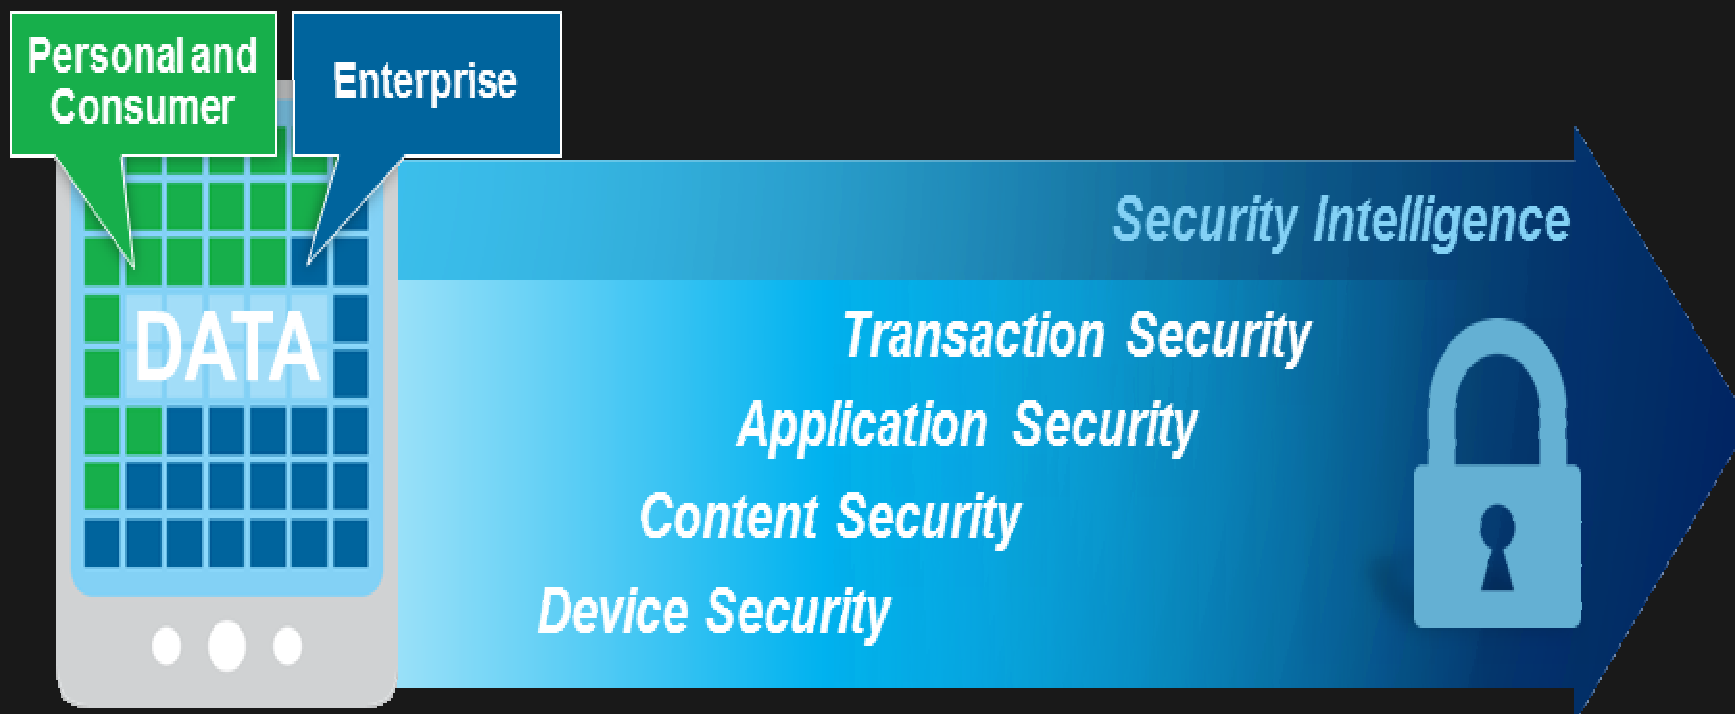 Personal and
Consumer
Enterprise
DATA
Security Intelligence
Transaction Security
Application Security
Content Security
Device Security